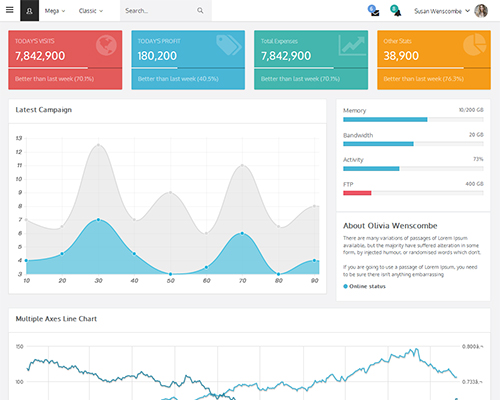 Mega
Classic
Search...
Susan Wenscombe
TODAY'S VISITS
7,842,900
Better than last week (70.1%)
TODAY'S PROFIT
180,200
Better than last week (40.5%)
Total Expenses
7,842,900
Better than last week (70.1%)
Other Stats
38,900
Better than last week (76.3%)
Latest Campaign
13
12
11
10
9
8
7
6
5
4
3
10 20 30 40 50 60 70 80 90
Memory 10/200 GB
Bandwidth 20 GB
Activity 73%
FTP 400 GB
About Olivia Wenscombe
There are many variations of passages of Lorem Ipsum
available, but the majority have suffered alteration in some
form, by injected humour, or randomised words which don't.
If you are going to use a passage of Lorem Ipsum, you need
to be sure there isn't anything embarrassing
Online status
Multiple Axes Line Chart
150
100